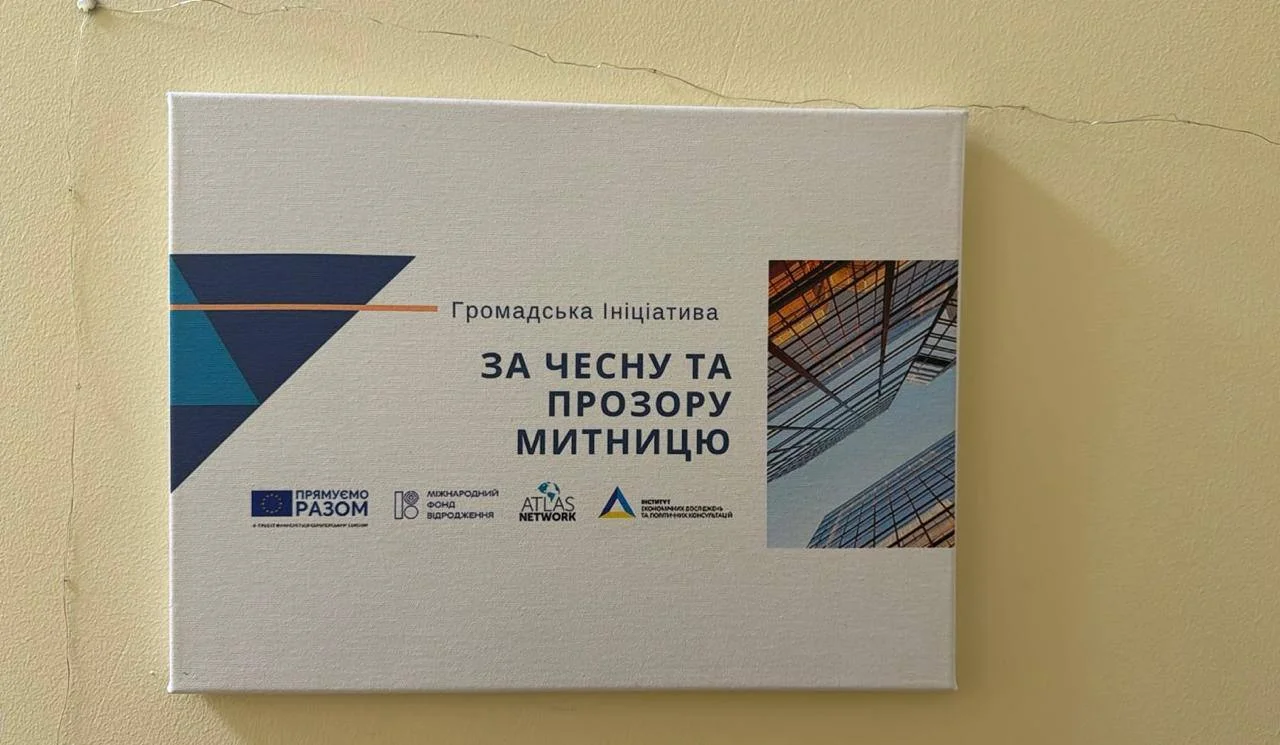 Громадська Ініціатива
ЗА ЧЕСНУ ТА
ПРОЗОРУ
МИТНИЦЮ
ПРЯМУЄМО
РАЗОМ
МІЖНАРОДНИЙ
ФОНД
ВІДРОДЖЕННЯ
ATLAS
NETWORK
ІНСТИТУТ
ЕКОНОМІЧНИХ ДОСЛІДЖЕНЬ
ТА ПОЛІТИЧНИХ КОНСУЛЬТАЦІЙ